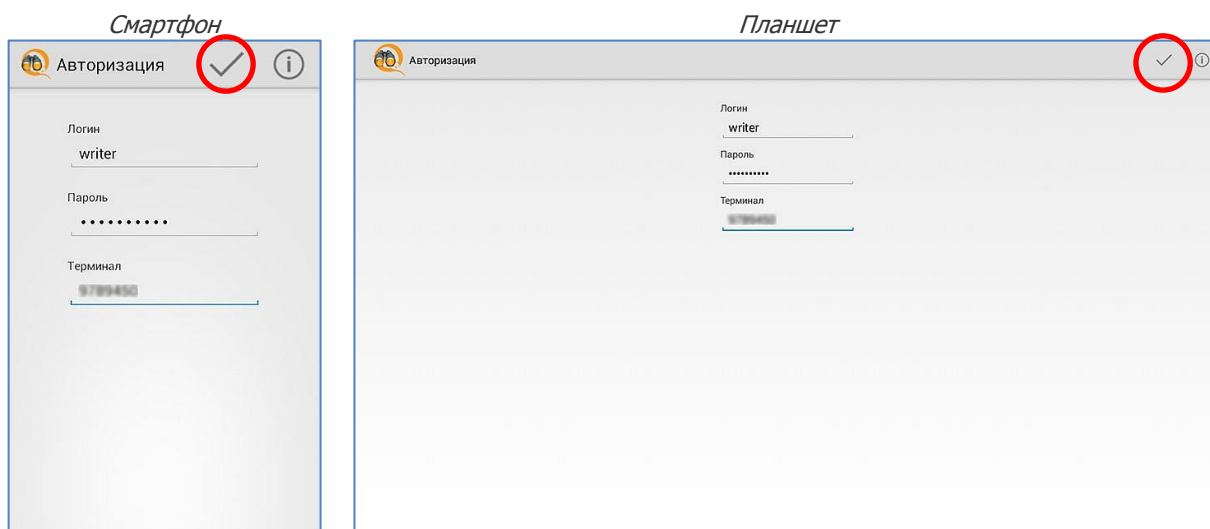 Смартфон
Авторизация
Логин
writer
Пароль
Терминал
Планшет
Авторизация
Логин
writer
Пароль
Терминал